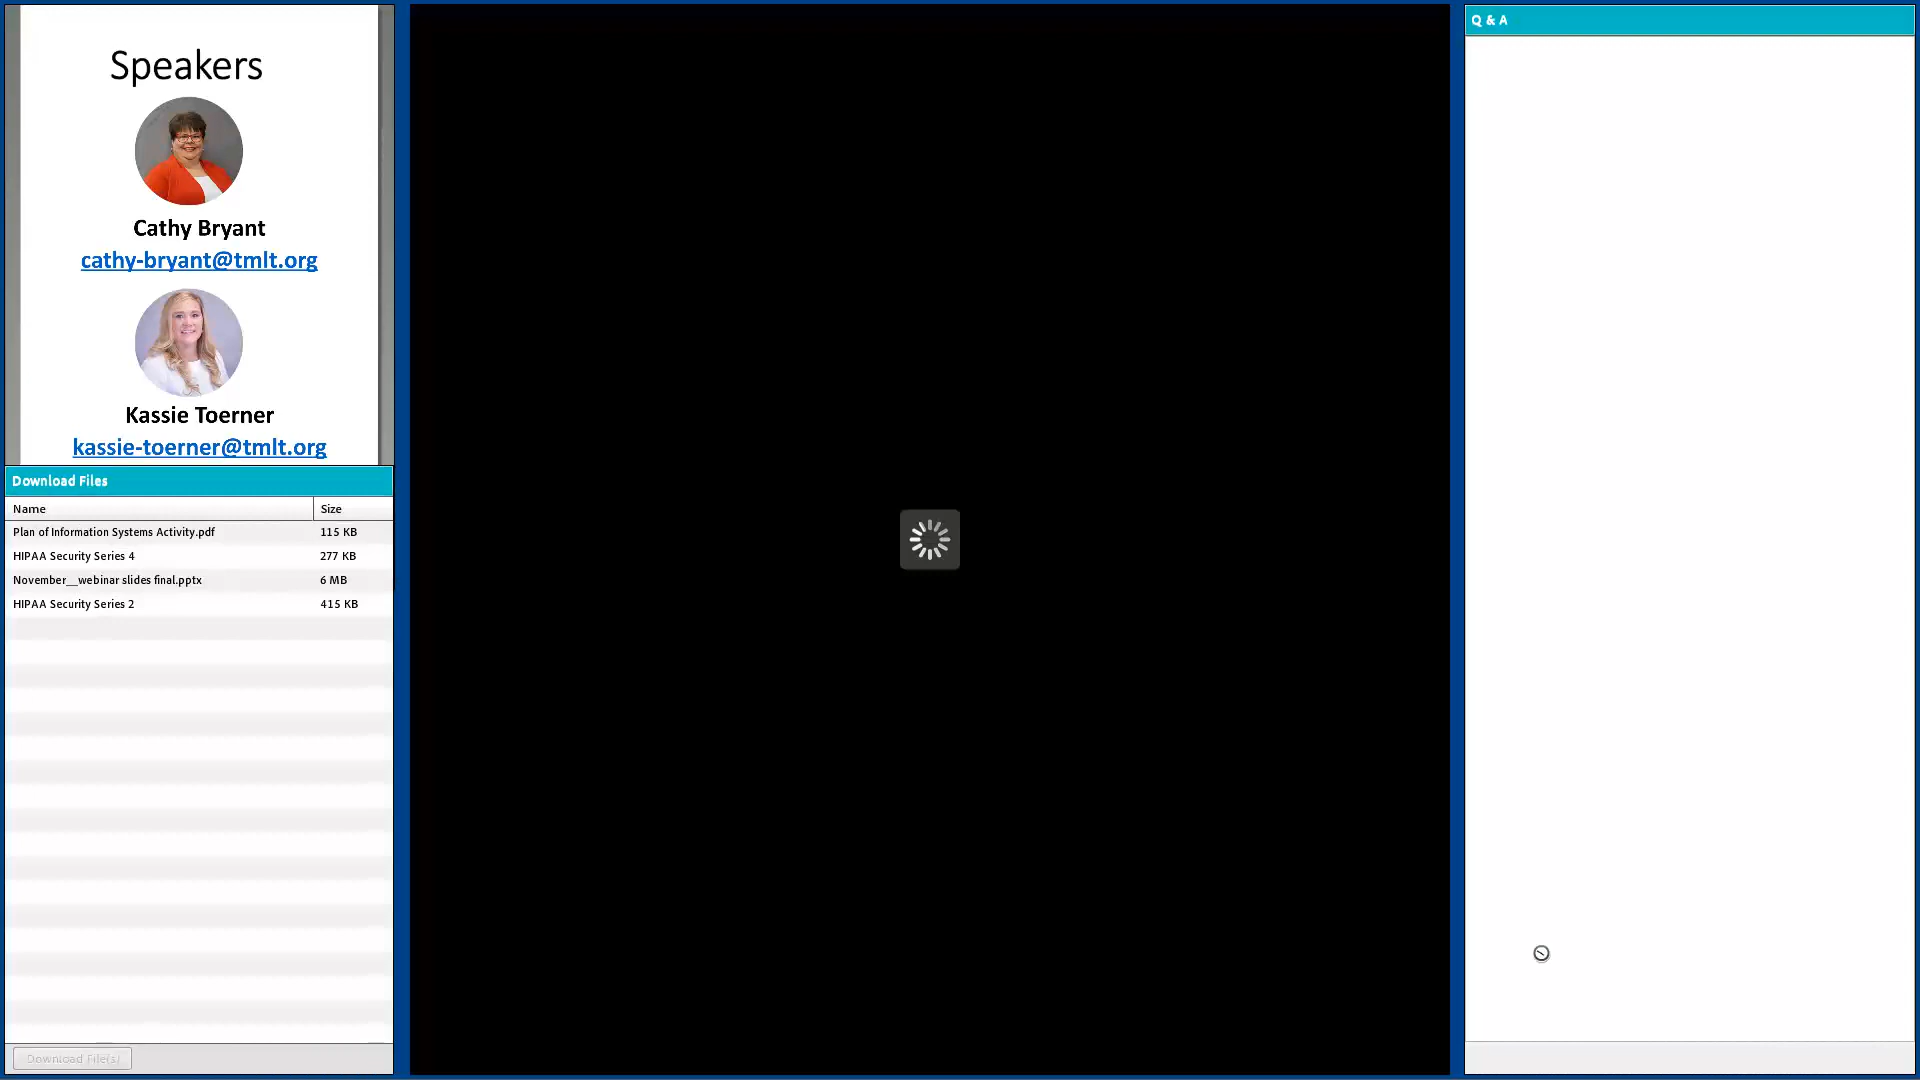 Speakers
Cathy Bryant
cathy-bryant@tmlt.org
Kassie Toerner
kassie-toerner@tmlt.org
Download Files
Name Size
Plan of Information Systems Activity.pdf 115 KB
HIPAA Security Series 4 277 KB
November__webinar slides final.pptx 6 MB
HIPAA Security Series 2 415 KB
Download File(s)
Q & A